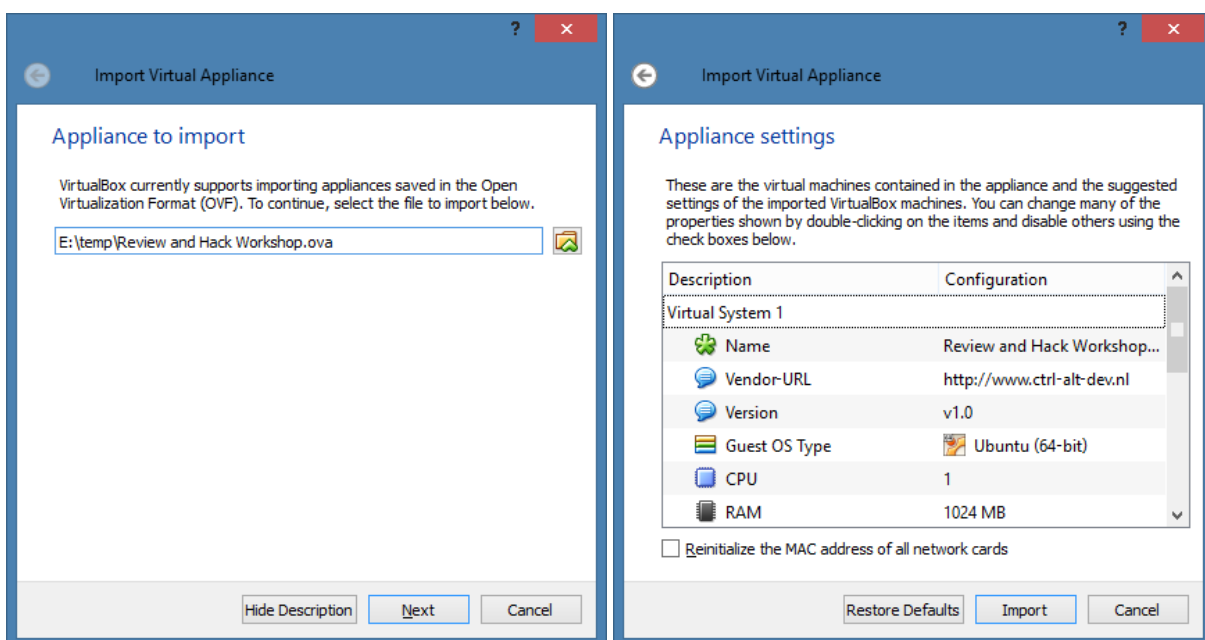 ?
×
Import Virtual Appliance
Appliance to import
VirtualBox currently supports importing appliances saved in the Open
Virtualization Format (OVF). To continue, select the file to import below.
E:\temp\Review and Hack Workshop.ova
Hide Description
Next
Cancel
?
×
Import Virtual Appliance
Appliance settings
These are the virtual machines contained in the appliance and the suggested
settings of the imported VirtualBox machines. You can change many of the
properties shown by double-clicking on the items and disable others using the
check boxes below.
Description Configuration
Virtual System 1
Name Review and Hack Workshop...
Vendor-URL http://www.ctrl-alt-dev.nl
Version v1.0
Guest OS Type Ubuntu (64-bit)
CPU 1
RAM 1024 MB
Reinitialize the MAC address of all network cards
Restore Defaults
Import
Cancel